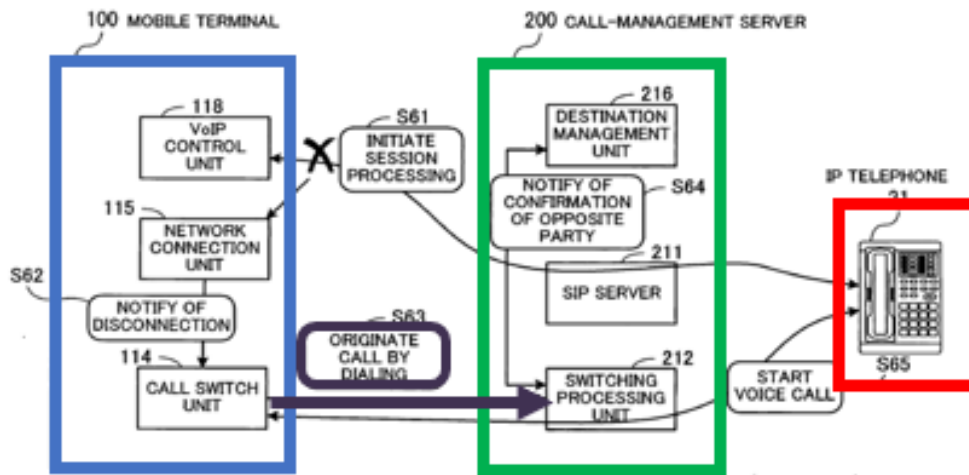 100 MOBILE TERMINAL
200 CALL-MANAGEMENT SERVER
118
VoIP
CONTROL
UNIT
S61
INITIATE
SESSION
PROCESSING
X
216
DESTINATION
MANAGEMENT
UNIT
NOTIFY OF
CONFIRMATION
OF OPPOSITE
PARTY
S64
IP TELEPHONE
115
NETWORK
CONNECTION
UNIT
211
SIP SERVER
S62
NOTIFY OF
DISCONNECTION
S63
ORIGINATE
CALL BY
DIALING
114
CALL SWITCH
UNIT
212
SWITCHING
PROCESSING
UNIT
START
VOICE CALL
S65